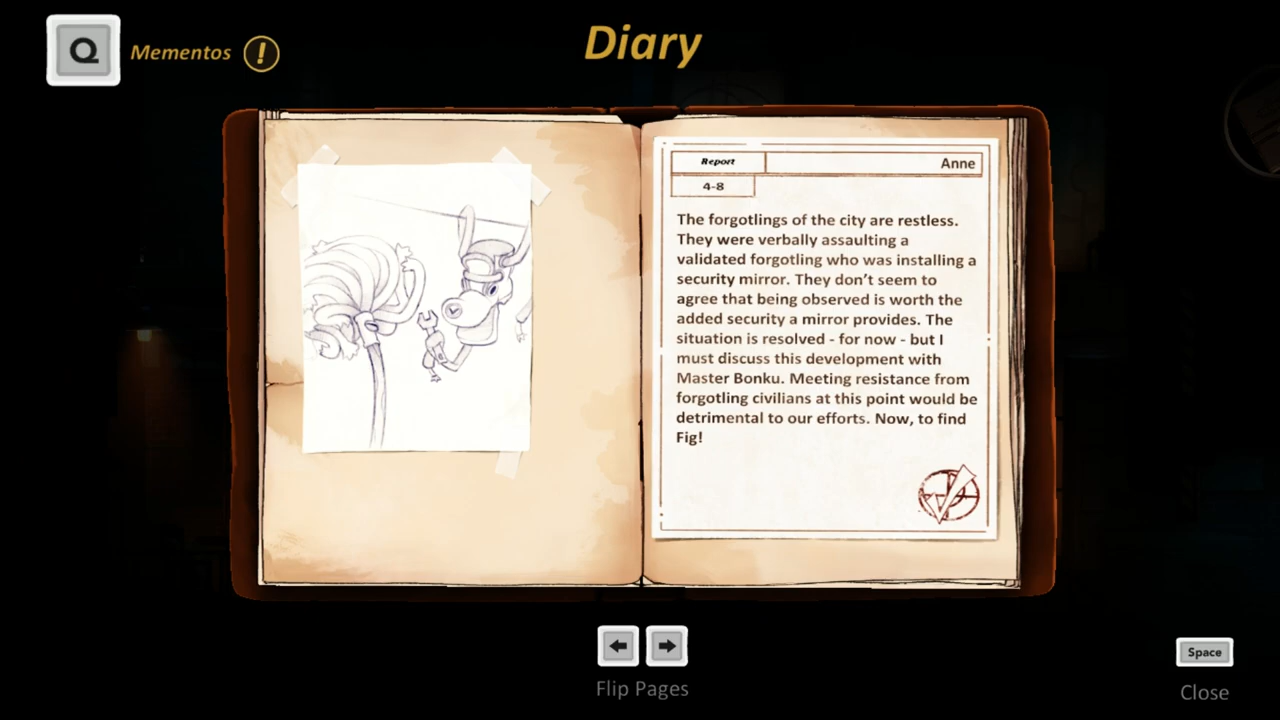 Q
Mementos !
Diary
Report
Anne
4-8
The forgotlings of the city are restless.
They were verbally assaulting a
validated forgotling who was installing a
security mirror. They don't seem to
agree that being observed is worth the
added security a mirror provides. The
situation is resolved - for now - but I
must discuss this development with
Master Bonku. Meeting resistance from
forgotling civilians at this point would be
detrimental to our efforts. Now, to find
Fig!
Flip Pages
Space
Close